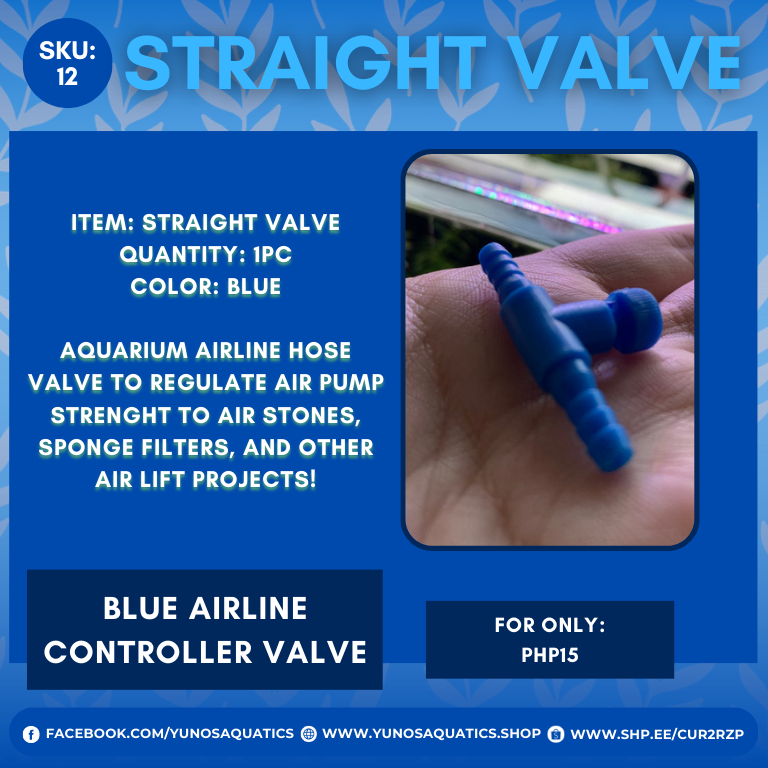 SKU:
12
STRAIGHT VALVE
ITEM: STRAIGHT VALVE
QUANTITY: 1PC
COLOR: BLUE
AQUARIUM AIRLINE HOSE
VALVE TO REGULATE AIR PUMP
STRENGHT TO AIR STONES,
SPONGE FILTERS, AND OTHER
AIR LIFT PROJECTS!
BLUE AIRLINE
CONTROLLER VALVE
FOR ONLY:
PHP15
FACEBOOK.COM/YUNOSAQUATICS WWW.YUNOSAQUATICS.SHOP WWW.SHP.EE/CUR2RZP